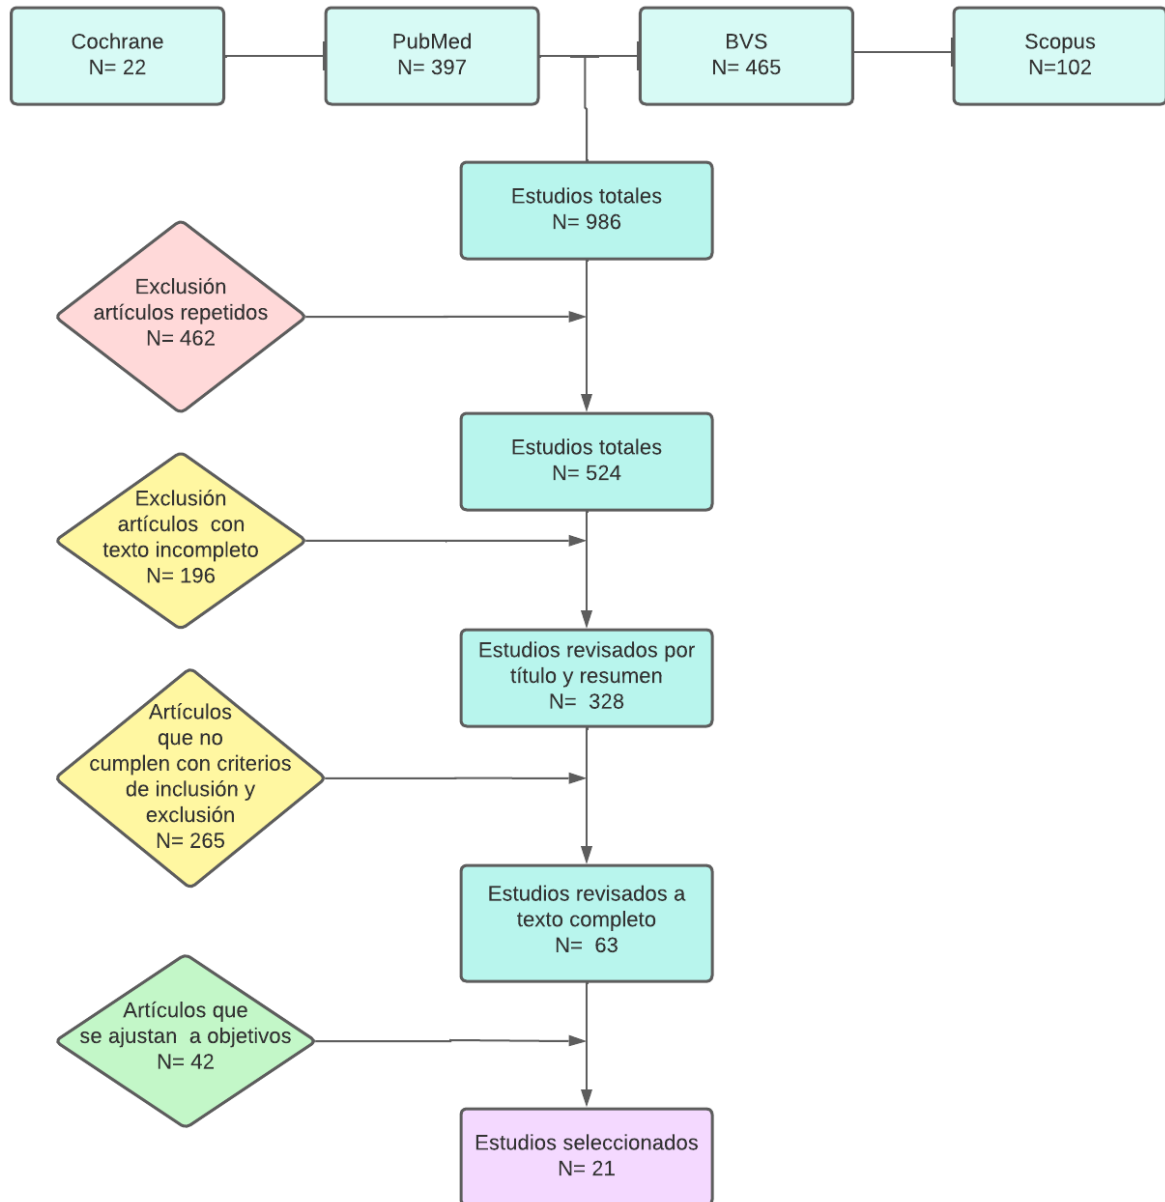 Cochrane
N= 22
PubMed
N= 397
BVS
N= 465
Scopus
N=102
Estudios totales
N= 986
Exclusión
artículos repetidos
N= 462
Estudios totales
N= 524
Exclusión
artículos con
texto incompleto
N= 196
Estudios revisados por
título y resumen
N= 328
Artículos
que no
cumplen con criterios
de inclusión y
exclusión
N= 265
Estudios revisados a
texto completo
N= 63
Artículos que
se ajustan a objetivos
N= 42
Estudios seleccionados
N= 21